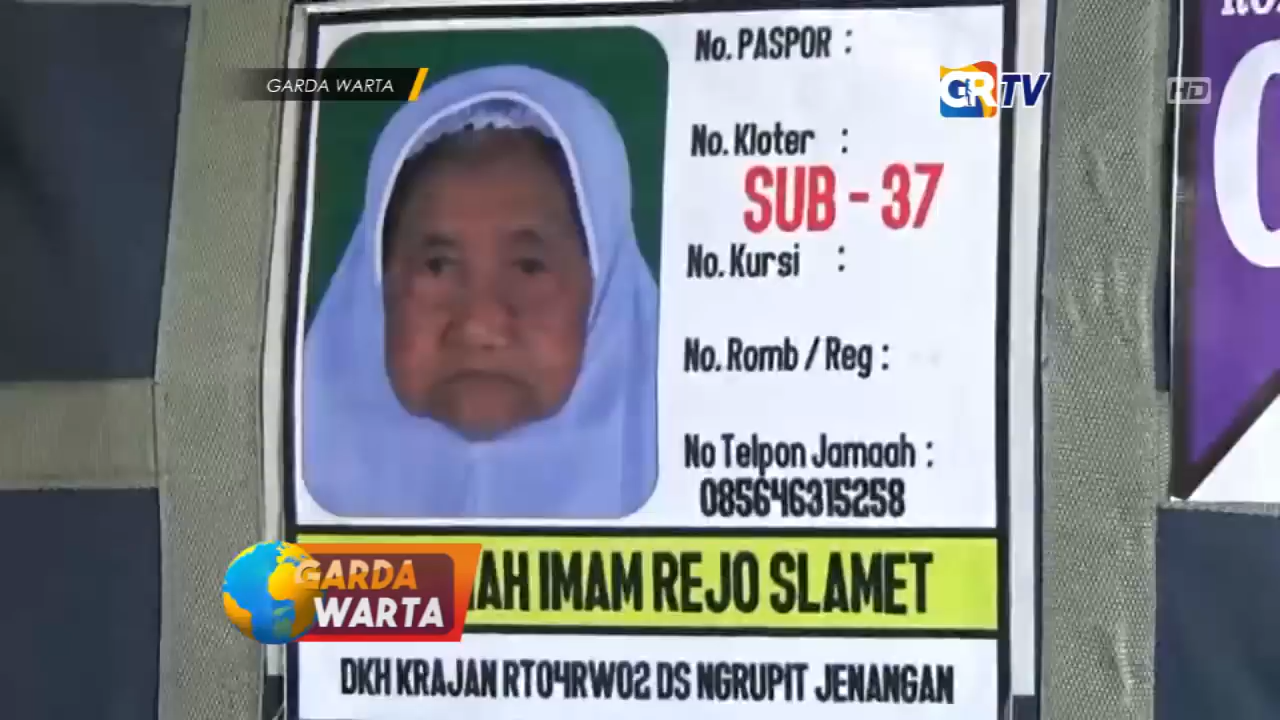 GARDA WARTA
GRTV
HD
No. PASPOR :
No. Kloter :
SUB - 37
No. Kursi :
No. Romb / Reg :
No Telpon Jamaah :
085646315258
IMAM REJO SLAMET
DKH KRAJAN RT04RW02 DS NGRUPIT JENANGAN
GARDA
WARTA